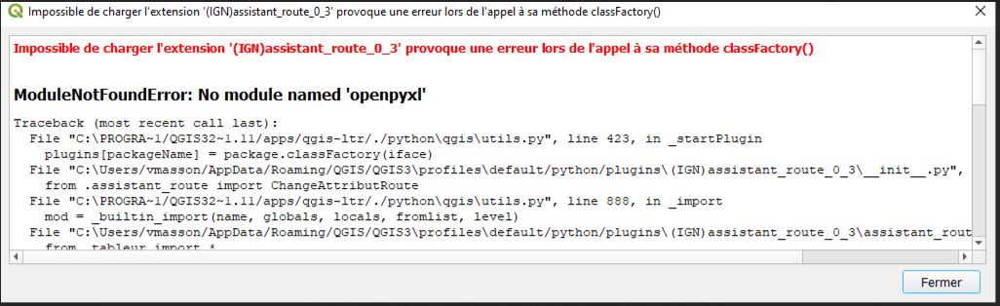 Impossible de charger l'extension '(IGN)assistant_route_0_3' provoque une erreur lors de l'appel à sa méthode classFactory()
Impossible de charger l'extension '(IGN)assistant_route_0_3' provoque une erreur lors de l'appel à sa méthode classFactory()
ModuleNotFoundError: No module named 'openpyxl'
Traceback (most recent call last):
File "C:\PROGRA~1/QGIS32~1.11/apps/qgis-ltr/./python\qgis\utils.py", line 423, in _startPlugin
plugins[packageName] = package.classFactory(iface)
File "C:\Users/vmasson/AppData/Roaming/QGIS/QGIS3\profiles\default/python/plugins\(IGN)assistant_route_0_3\__init__.py",
from .assistant_route import ChangeAttributRoute
File "C:\PROGRA~1/QGIS32~1.11/apps/qgis-ltr/./python\qgis\utils.py", line 888, in _import
mod = _builtin_import(name, globals, locals, fromlist, level)
File "C:\Users/vmasson/AppData/Roaming/QGIS/QGIS3\profiles\default/python/plugins\(IGN)assistant_route_0_3\assistant_rout
from .tableur import *
Fermer